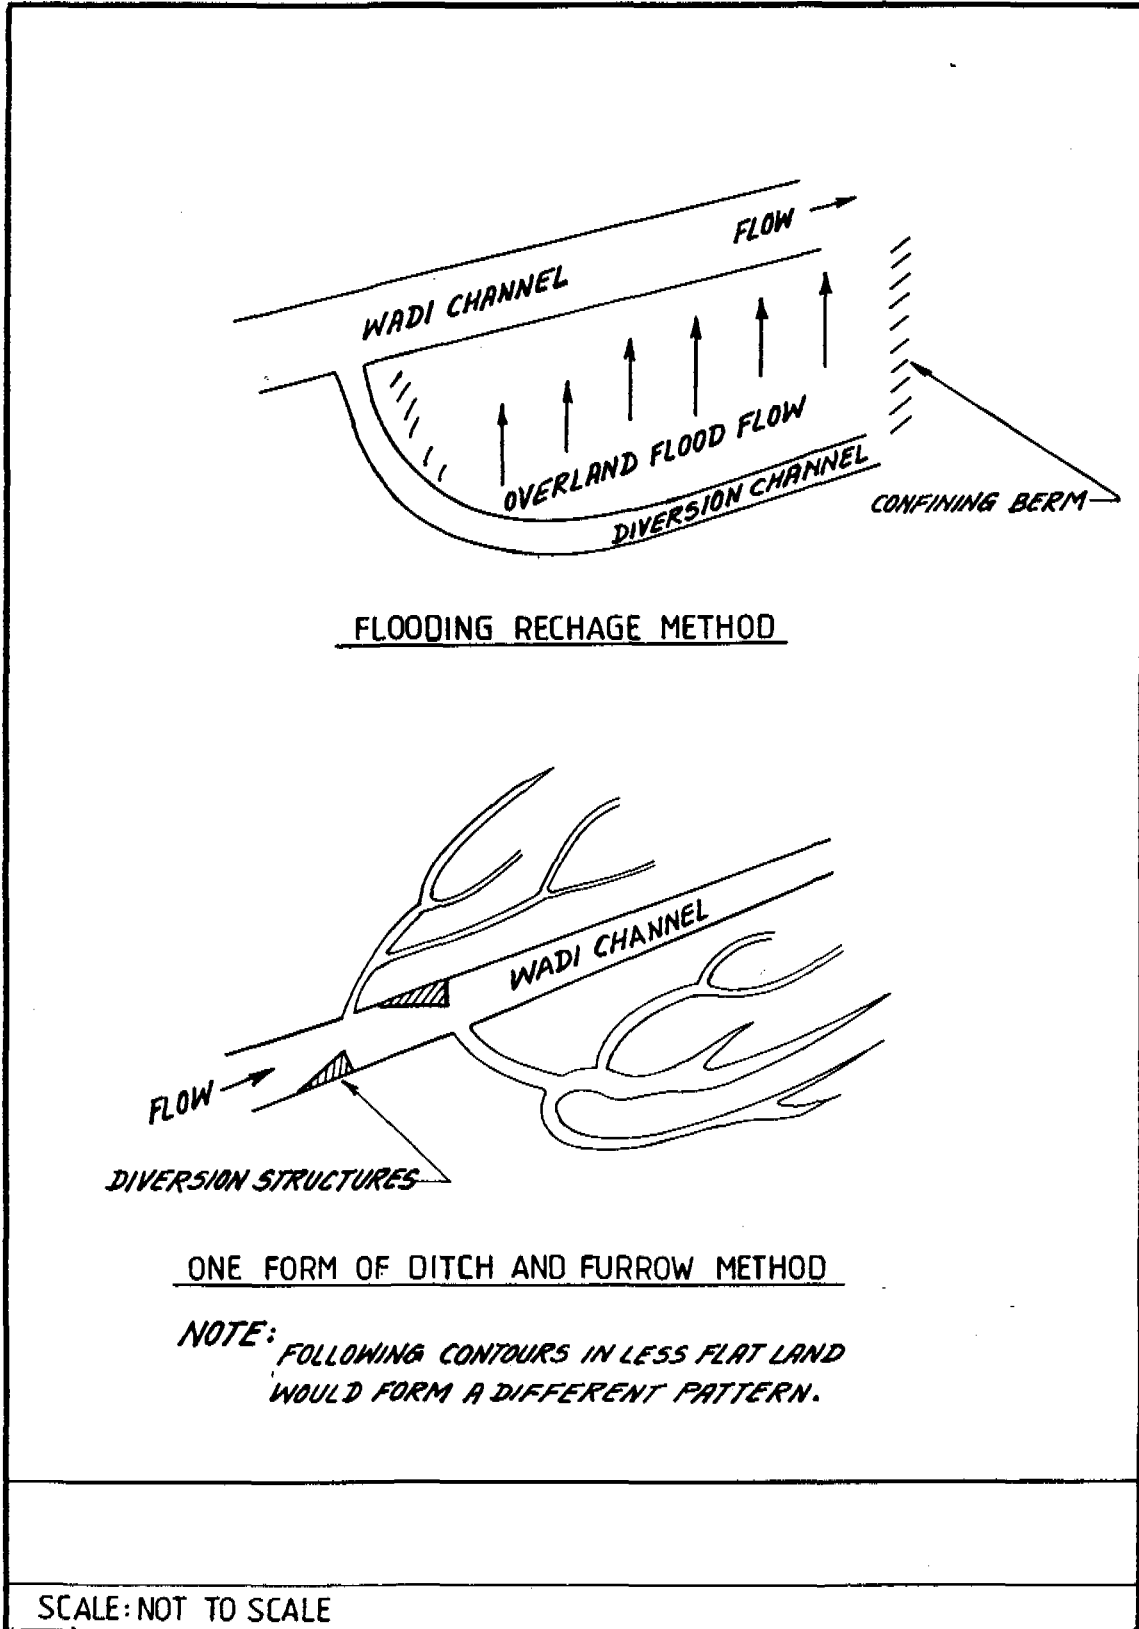 FLOW
WADI CHANNEL
OVERLAND FLOOD FLOW
DIVERSION CHANNEL
CONFINING BERM
FLOODING RECHAGE METHOD
WADI CHANNEL
FLOW
DIVERSION STRUCTURES
ONE FORM OF DITCH AND FURROW METHOD
NOTE:
FOLLOWING CONTOURS IN LESS FLAT LAND
WOULD FORM A DIFFERENT PATTERN.
SCALE: NOT TO SCALE